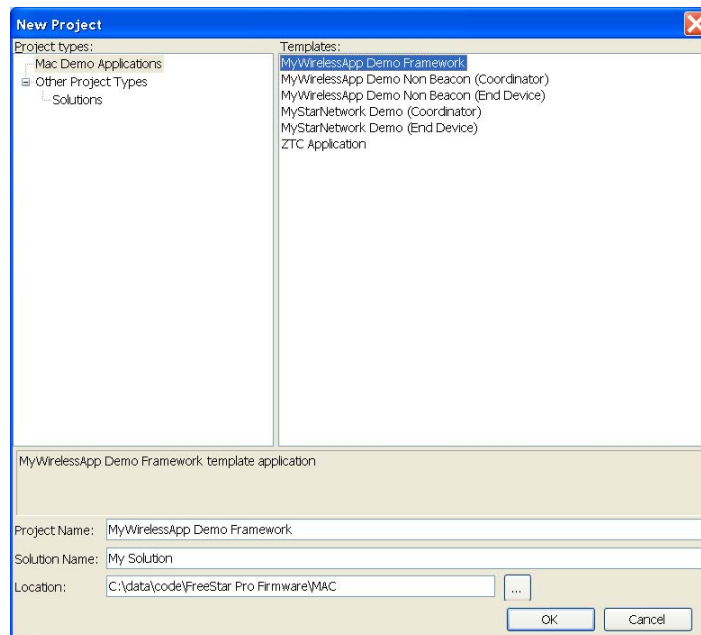 New Project
Project types:
Mac Demo Applications
Other Project Types
Solutions
Templates:
MyWirelessApp Demo Framework
MyWirelessApp Demo Non Beacon (Coordinator)
MyWirelessApp Demo Non Beacon (End Device)
MyStarNetwork Demo (Coordinator)
MyStarNetwork Demo (End Device)
ZTC Application
MyWirelessApp Demo Framework template application
Project Name: MyWirelessApp Demo Framework
Solution Name: My Solution
Location: C:\data\code\FreeStar Pro Firmware\MAC ...
OK Cancel